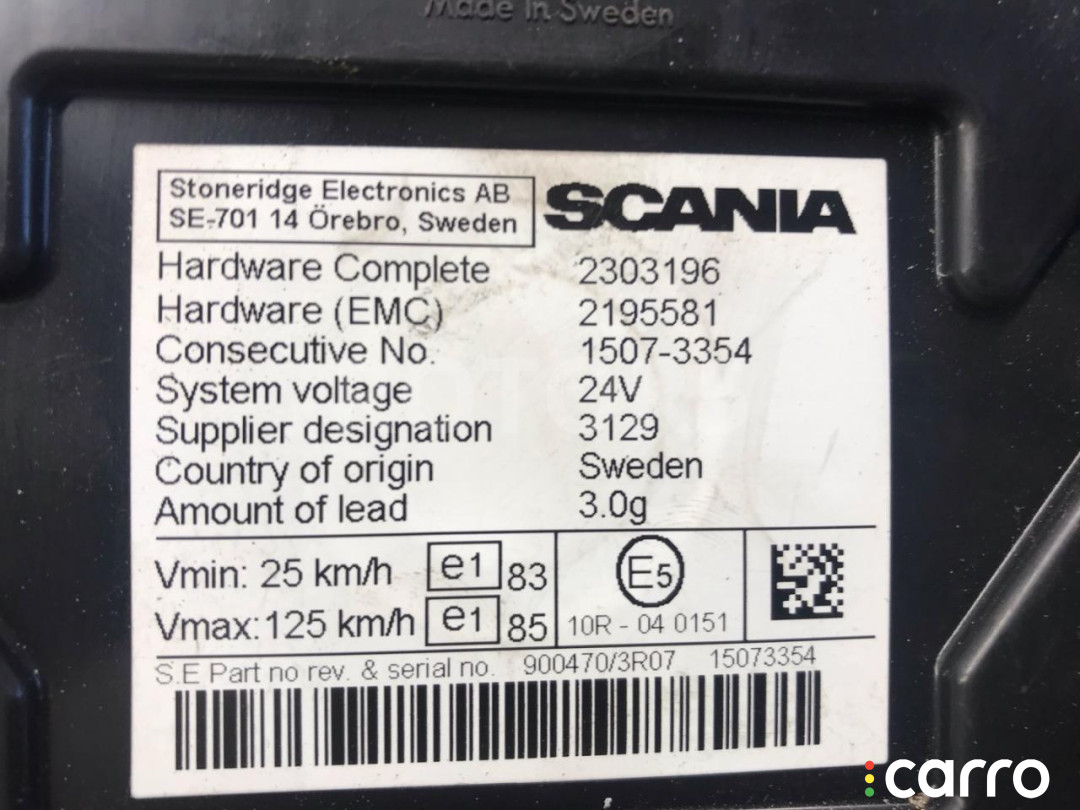 Made In Sweden
Stoneridge Electronics AB
SE-701 14 Örebro, Sweden
SCANIA
Hardware Complete 2303196
Hardware (EMC) 2195581
Consecutive No. 1507-3354
System voltage 24V
Supplier designation 3129
Country of origin Sweden
Amount of lead 3.0g
Vmin: 25 km/h e1 83
Vmax: 125 km/h e1 85
E5
10R - 04 0151
S.E Part no rev. & serial no. 900470/3R07 15073354
carro